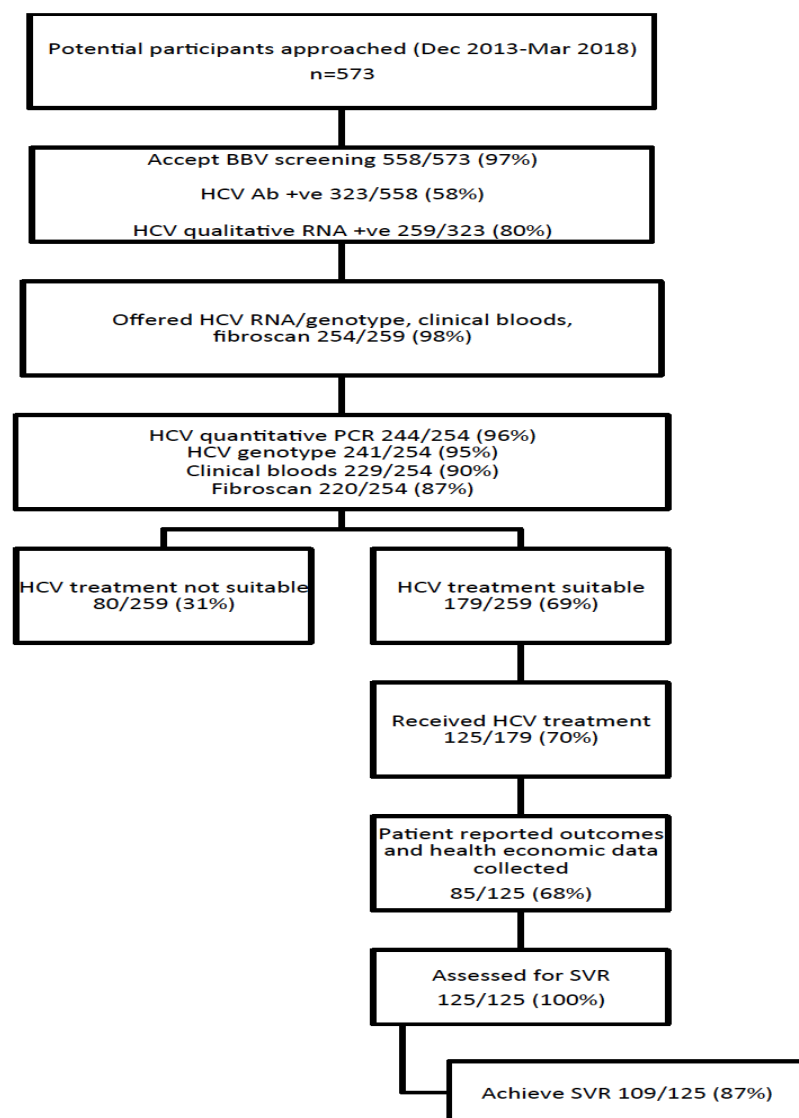 Potential participants approached (Dec 2013-Mar 2018)
n=573
Accept BBV screening 558/573 (97%)
HCV Ab +ve 323/558 (58%)
HCV qualitative RNA +ve 259/323 (80%)
Offered HCV RNA/genotype, clinical bloods,
fibroscan 254/259 (98%)
HCV quantitative PCR 244/254 (96%)
HCV genotype 241/254 (95%)
Clinical bloods 229/254 (90%)
Fibroscan 220/254 (87%)
HCV treatment not suitable
80/259 (31%)
HCV treatment suitable
179/259 (69%)
Received HCV treatment
125/179 (70%)
Patient reported outcomes
and health economic data
collected
85/125 (68%)
Assessed for SVR
125/125 (100%)
Achieve SVR 109/125 (87%)